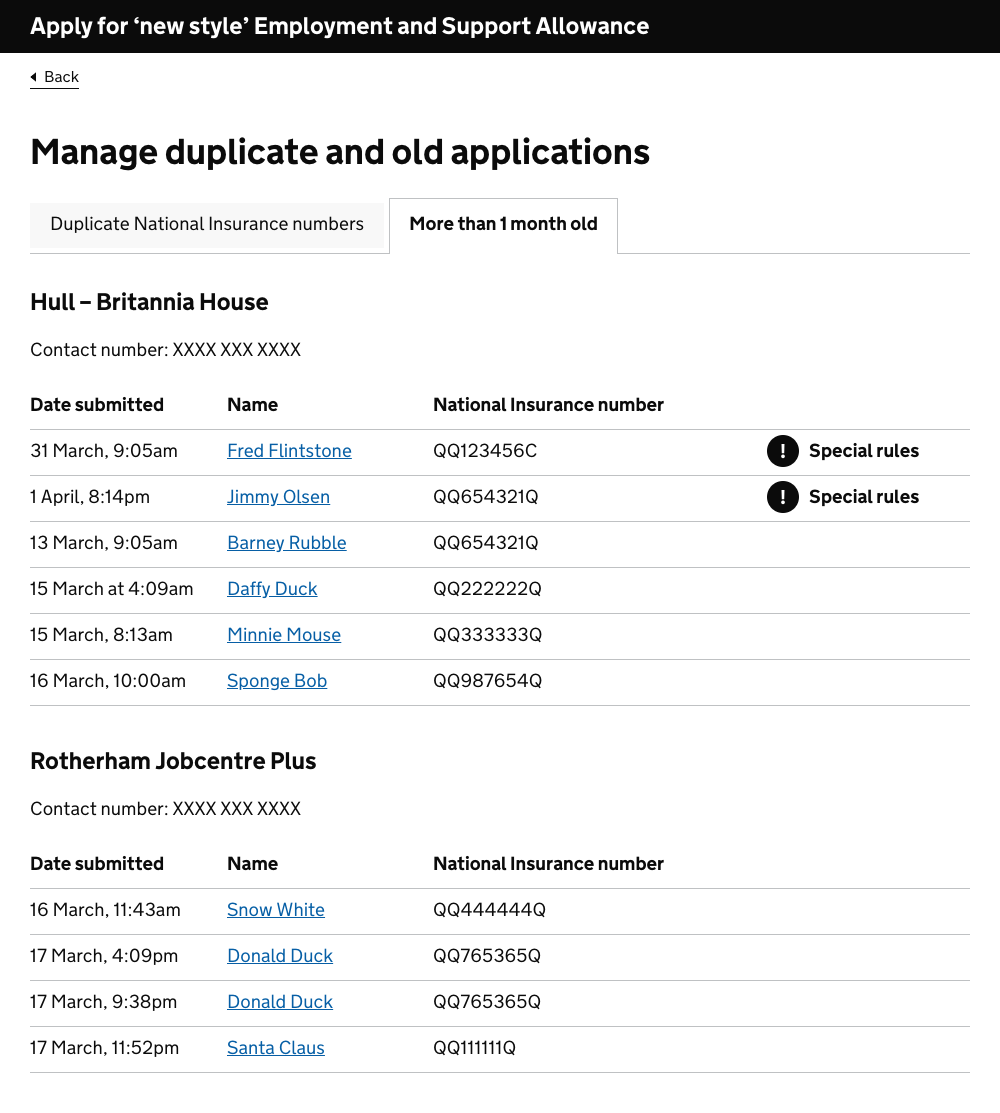 Apply for ‘new style’ Employment and Support Allowance
Back
Manage duplicate and old applications
Duplicate National Insurance numbers More than 1 month old
Hull – Britannia House
Contact number: XXXX XXX XXXX
Date submitted Name National Insurance number
31 March, 9:05am Fred Flintstone QQ123456C ! Special rules
1 April, 8:14pm Jimmy Olsen QQ654321Q ! Special rules
13 March, 9:05am Barney Rubble QQ654321Q
15 March at 4:09am Daffy Duck QQ222222Q
15 March, 8:13am Minnie Mouse QQ333333Q
16 March, 10:00am Sponge Bob QQ987654Q
Rotherham Jobcentre Plus
Contact number: XXXX XXX XXXX
Date submitted Name National Insurance number
16 March, 11:43am Snow White QQ444444Q
17 March, 4:09pm Donald Duck QQ765365Q
17 March, 9:38pm Donald Duck QQ765365Q
17 March, 11:52pm Santa Claus QQ111111Q